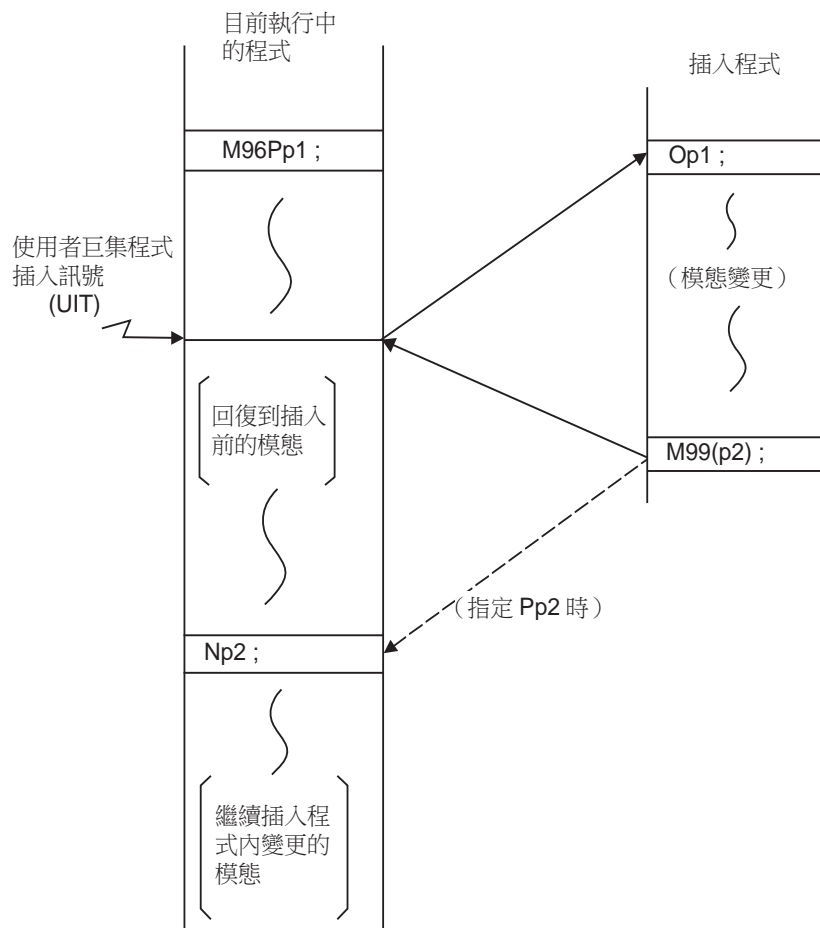 目前執行中
的程式
插入程式
M96Pp1 ;
Op1 ;
使用者巨集程式
插入訊號
(UIT)
（模態變更）
回復到插入
前的模態
M99(p2) ;
（指定 Pp2 時）
Np2 ;
繼續插入程
式內變更的
模態